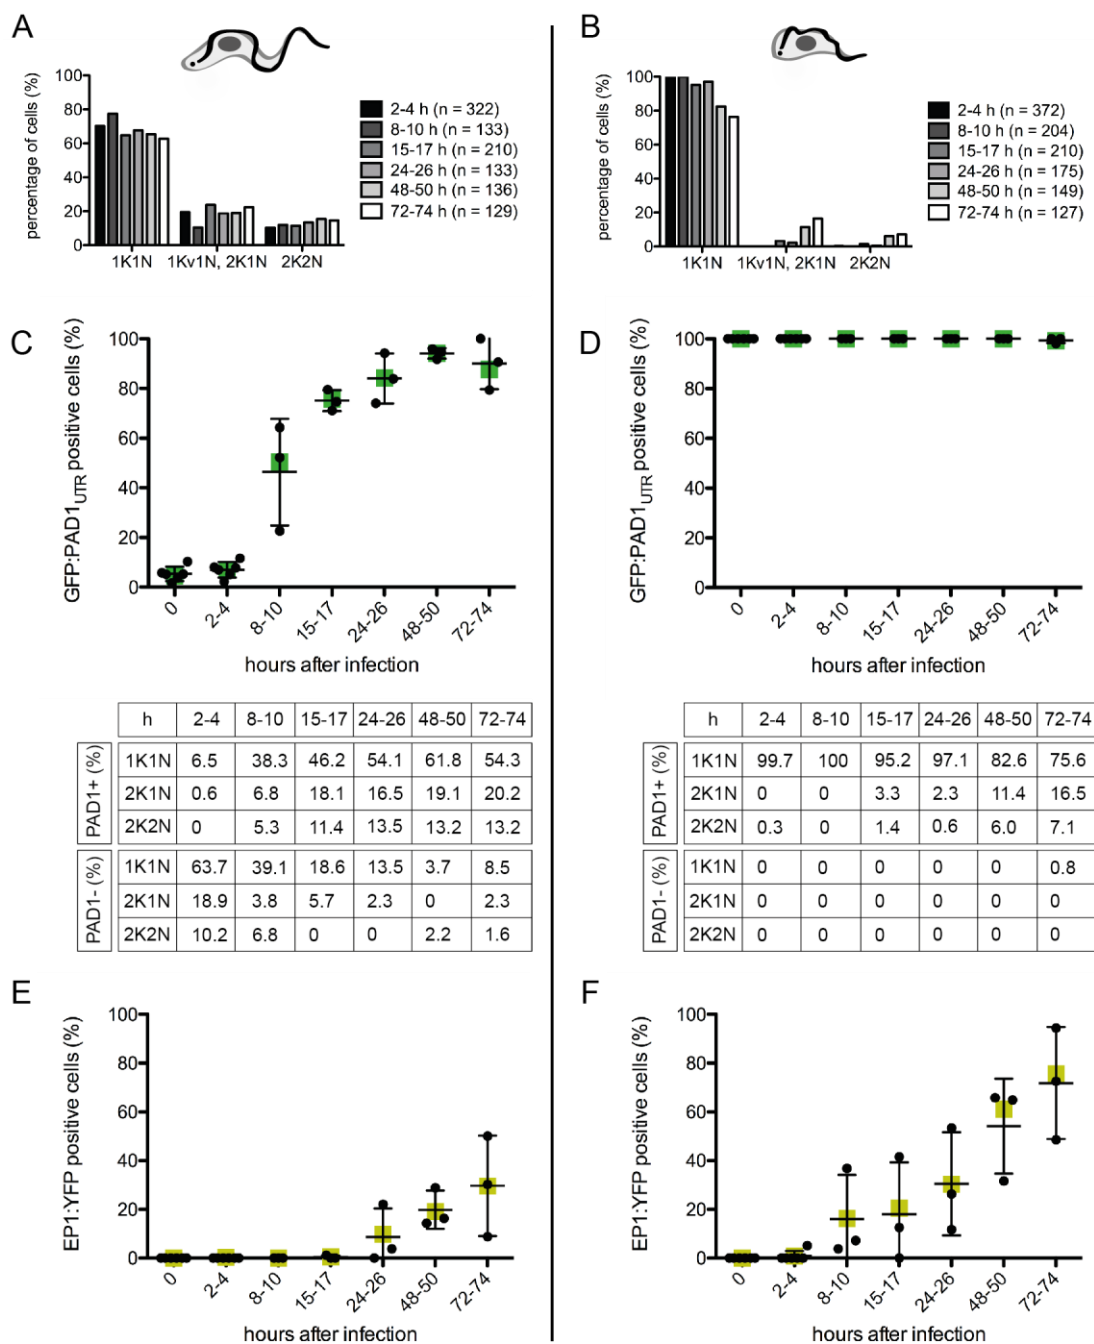 A
percentage of cells (%)
100
80
60
40
20
0
1K1N
1Kv1N, 2K1N
2K2N
2-4 h (n = 322)
8-10 h (n = 133)
15-17 h (n = 210)
24-26 h (n = 133)
48-50 h (n = 136)
72-74 h (n = 129)
B
percentage of cells (%)
100
80
60
40
20
0
1K1N
1Kv1N, 2K1N
2K2N
2-4 h (n = 372)
8-10 h (n = 204)
15-17 h (n = 210)
24-26 h (n = 175)
48-50 h (n = 149)
72-74 h (n = 127)
C
GFP:PAD1UTR positive cells (%)
100
80
60
40
20
0
0
2-4
8-10
15-17
24-26
48-50
72-74
hours after infection
D
GFP:PAD1UTR positive cells (%)
100
80
60
40
20
0
0
2-4
8-10
15-17
24-26
48-50
72-74
hours after infection
h 2-4 8-10 15-17 24-26 48-50 72-74
PAD1+ (%)
1K1N 6.5 38.3 46.2 54.1 61.8 54.3
2K1N 0.6 6.8 18.1 16.5 19.1 20.2
2K2N 0 5.3 11.4 13.5 13.2 13.2
PAD1- (%)
1K1N 63.7 39.1 18.6 13.5 3.7 8.5
2K1N 18.9 3.8 5.7 2.3 0 2.3
2K2N 10.2 6.8 0 0 2.2 1.6
h 2-4 8-10 15-17 24-26 48-50 72-74
PAD1+ (%)
1K1N 99.7 100 95.2 97.1 82.6 75.6
2K1N 0 0 3.3 2.3 11.4 16.5
2K2N 0.3 0 1.4 0.6 6.0 7.1
PAD1- (%)
1K1N 0 0 0 0 0 0.8
2K1N 0 0 0 0 0 0
2K2N 0 0 0 0 0 0
E
EP1:YFP positive cells (%)
100
80
60
40
20
0
0
2-4
8-10
15-17
24-26
48-50
72-74
hours after infection
F
EP1:YFP positive cells (%)
100
80
60
40
20
0
0
2-4
8-10
15-17
24-26
48-50
72-74
hours after infection